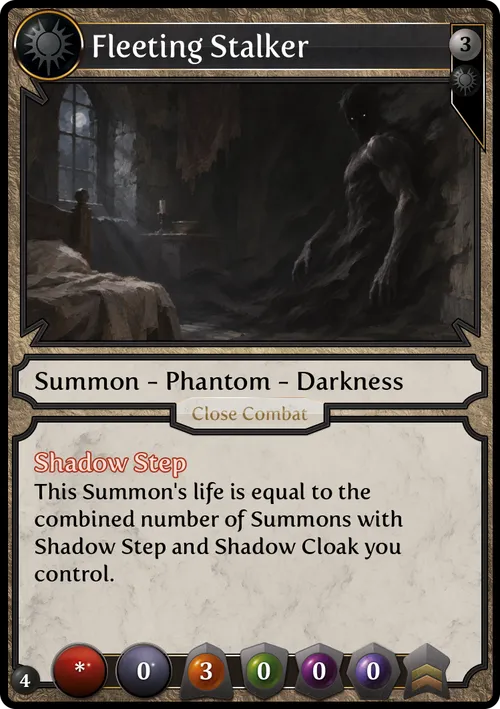 Fleeting Stalker
3
Summon - Phantom - Darkness
Close Combat
Shadow Step
This Summon's life is equal to the
combined number of Summons with
Shadow Step and Shadow Cloak you
control.
4 * 0 3 0 0 0